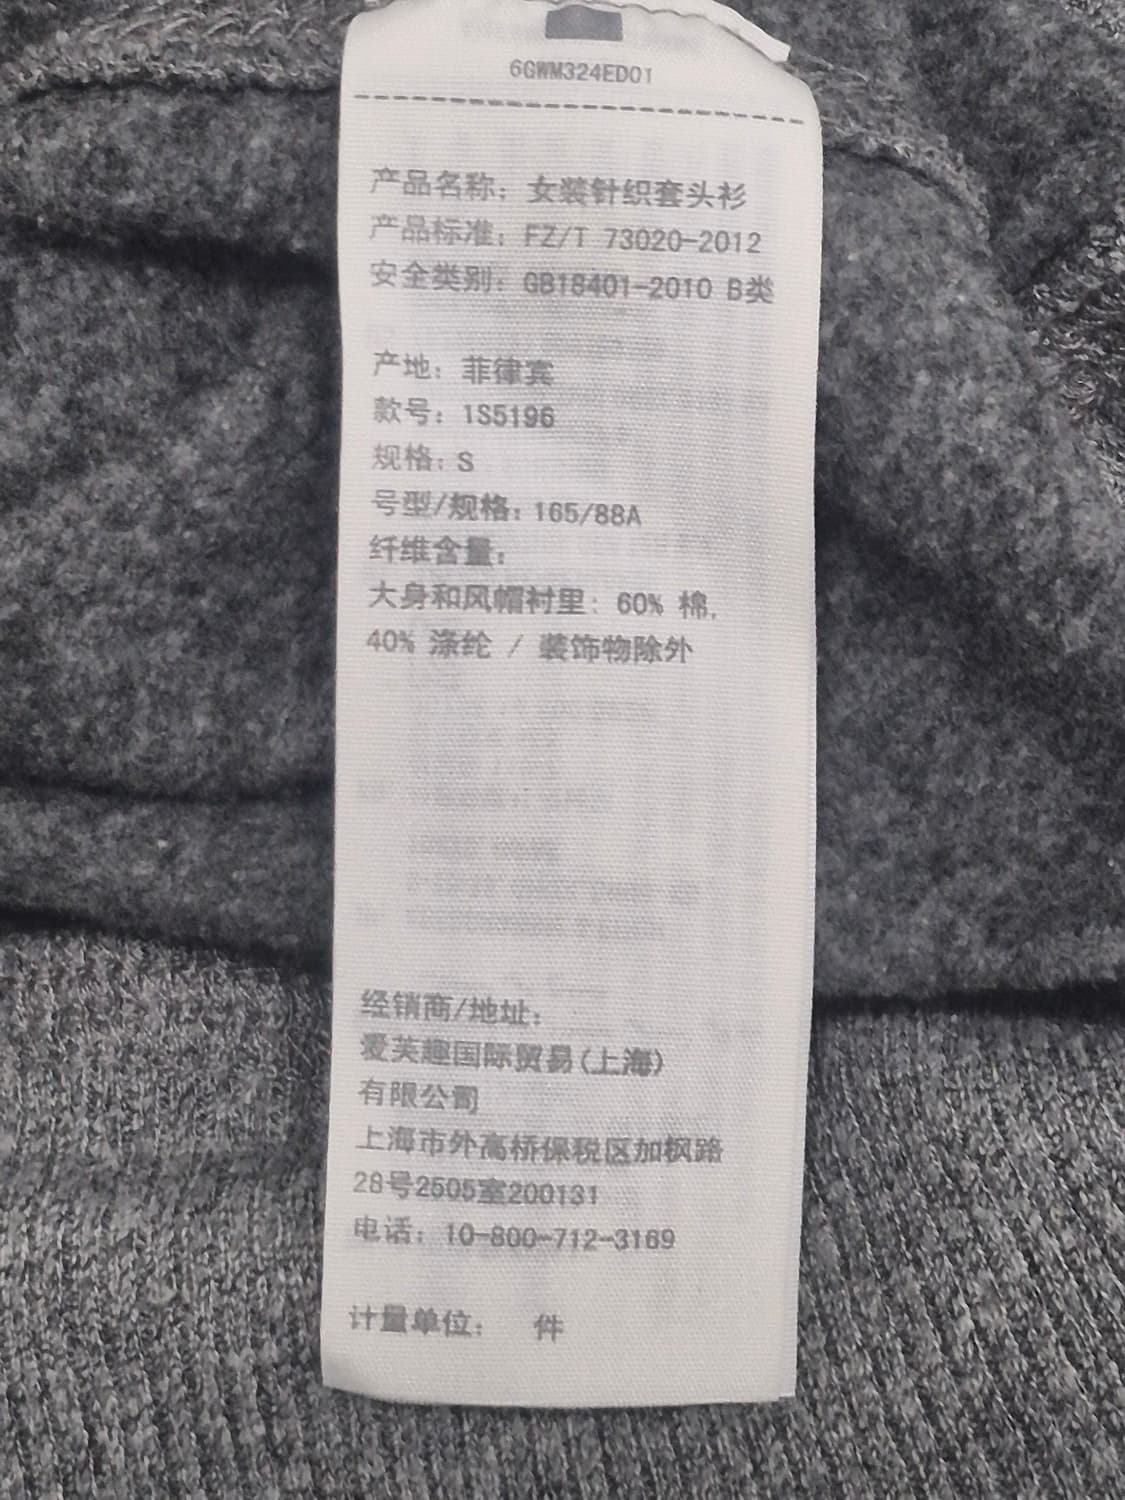 6GWM324ED01
产品名称：女装针织套头衫
产品标准：FZ/T 73020-2012
安全类别：GB18401-2010 B类
产地：菲律宾
款号：1S5196
规格：S
号型/规格：165/88A
纤维含量：
大身和风帽衬里：60% 棉，
40% 涤纶 / 装饰物除外
经销商/地址：
爱芙趣国际贸易(上海)
有限公司
上海市外高桥保税区加枫路
28号2505室200131
电话：10-800-712-3169
计量单位： 件